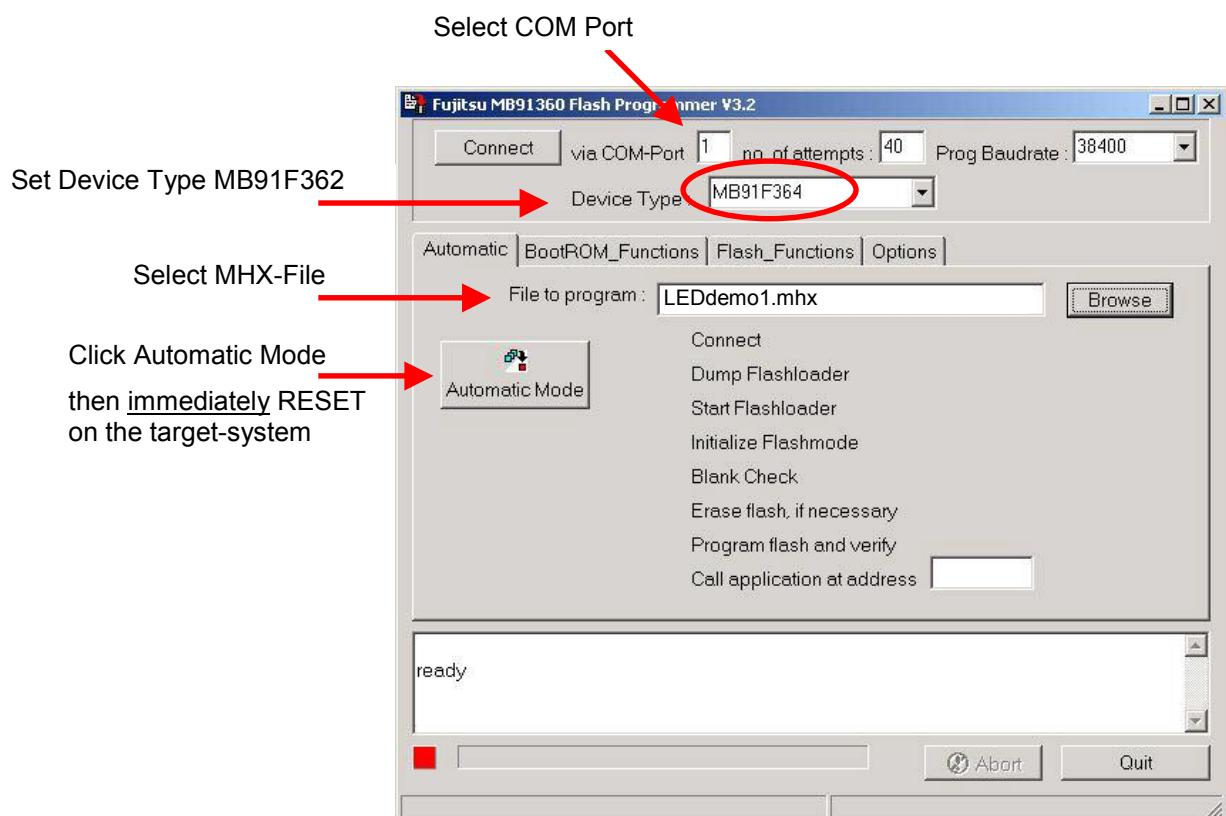 Select COM Port
Fujitsu MB91360 Flash Programmer V3.2
Connect via COM-Port 1 no. of attempts : 40 Prog Baudrate : 38400
Set Device Type MB91F362
Device Type : MB91F364
Automatic BootROM_Functions Flash_Functions Options
Select MHX-File
File to program : LEDdemo1.mhx Browse
Click Automatic Mode
then immediately RESET
on the target-system
Automatic Mode
Connect
Dump Flashloader
Start Flashloader
Initialize Flashmode
Blank Check
Erase flash, if necessary
Program flash and verify
Call application at address
ready
Abort Quit